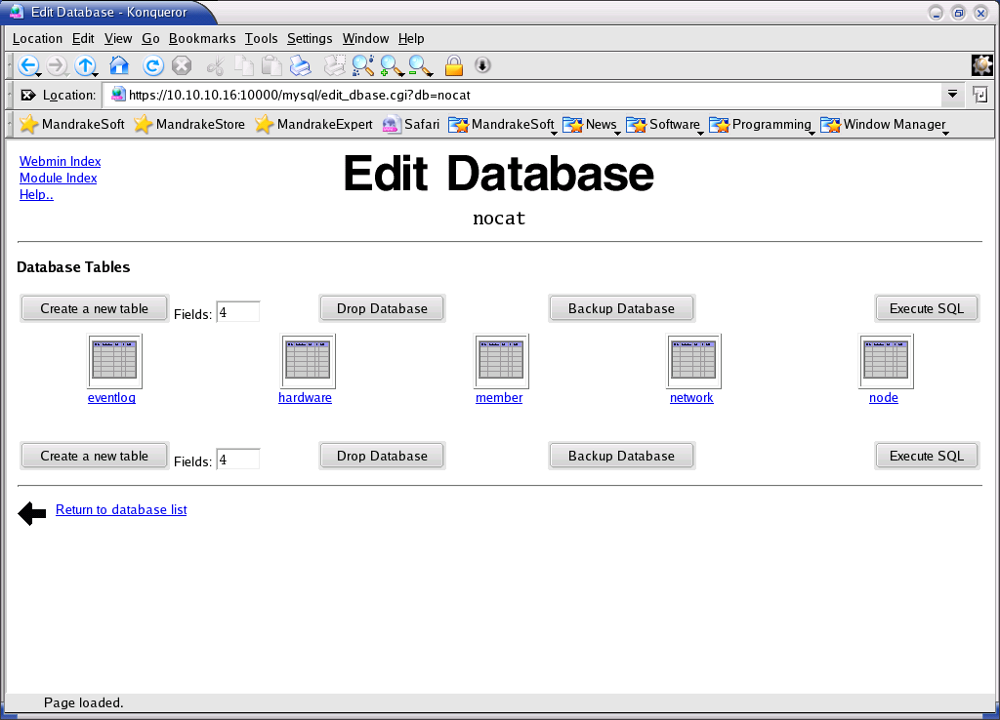 Edit Database - Konqueror
Location Edit View Go Bookmarks Tools Settings Window Help
Location: https://10.10.10.16:10000/mysql/edit_dbase.cgi?db=nocat
MandrakeSoft MandrakeStore MandrakeExpert Safari MandrakeSoft News Software Programming Window Manager
Webmin Index
Module Index
Help..
Edit Database
nocat
Database Tables
Create a new table Fields: 4 Drop Database Backup Database Execute SQL
eventlog hardware member network node
Create a new table Fields: 4 Drop Database Backup Database Execute SQL
Return to database list
Page loaded.